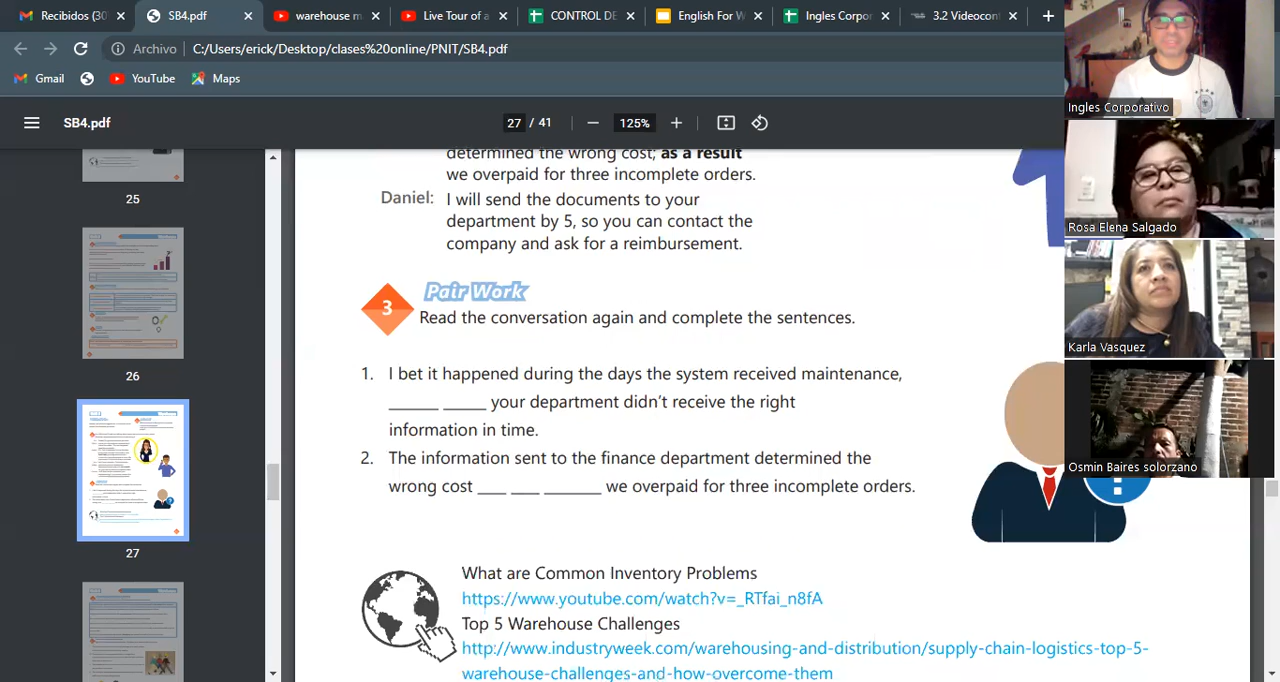 Recibidos (30
SB4.pdf
warehouse m
Live Tour of a
CONTROL DE
English For W
Ingles Corpor
3.2 Videocon
Archivo
C:/Users/erick/Desktop/clases%20online/PNIT/SB4.pdf
Gmail
YouTube
Maps
SB4.pdf
27 / 41
125%
25
26
27
determined the wrong cost; as a result
we overpaid for three incomplete orders.
Daniel: I will send the documents to your
department by 5, so you can contact the
company and ask for a reimbursement.
3
Pair Work
Read the conversation again and complete the sentences.
1. I bet it happened during the days the system received maintenance,
______ _____ your department didn't receive the right
information in time.
2. The information sent to the finance department determined the
wrong cost ___ ___ ______ we overpaid for three incomplete orders.
What are Common Inventory Problems
https://www.youtube.com/watch?v=_RTfai_n8fA
Top 5 Warehouse Challenges
http://www.industryweek.com/warehousing-and-distribution/supply-chain-logistics-top-5-
warehouse-challenges-and-how-overcome-them
Ingles Corporativo
Rosa Elena Salgado
Karla Vasquez
Osmin Baires solorzano